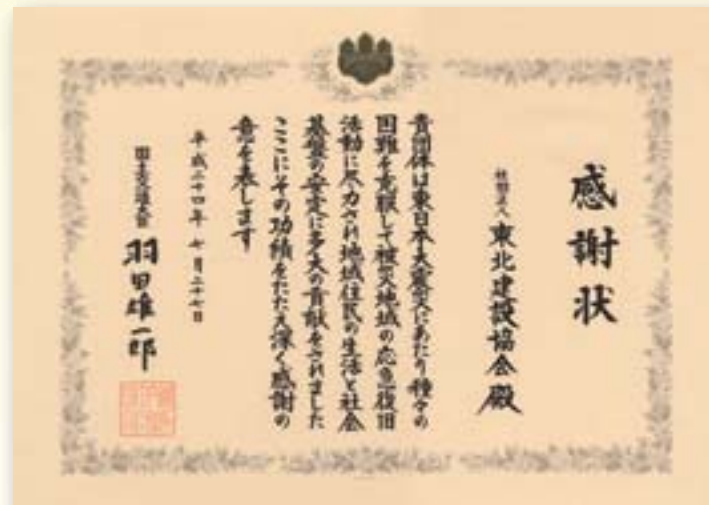 感謝状
社団法人 東北建設協会殿
貴団体は東日本大震災にあたり種々の
困難を克服して被災地域の応急復旧
活動に尽力され地域住民の生活と社会
基盤の安定に多大の貢献をされました
ここにその功績をたたえ深く感謝の
意を表します
平成二十四年 七月二十七日
国土交通大臣 羽田雄一郎